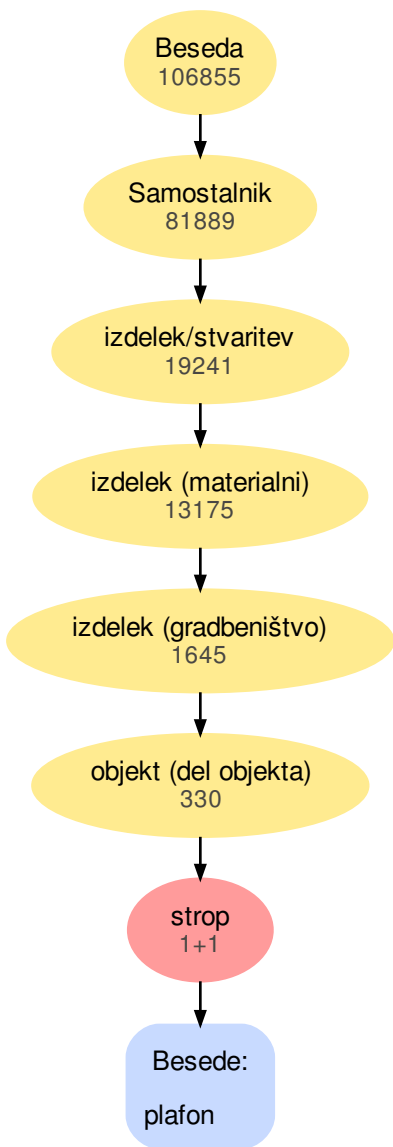 Beseda
106855
Samostalnik
81889
izdelek/stvaritev
19241
izdelek (materialni)
13175
izdelek (gradbeništvo)
1645
objekt (del objekta)
330
strop
1+1
Besede:
plafon